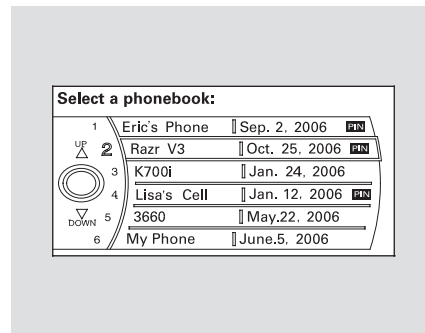 Select a phonebook:
1 Eric's Phone Sep. 2, 2006 PIN
UP 2 Razr V3 Oct. 25, 2006 PIN
3 K700i Jan. 24, 2006
4 Lisa's Cell Jan. 12, 2006 PIN
DOWN 5 3660 May.22, 2006
6 My Phone June.5, 2006